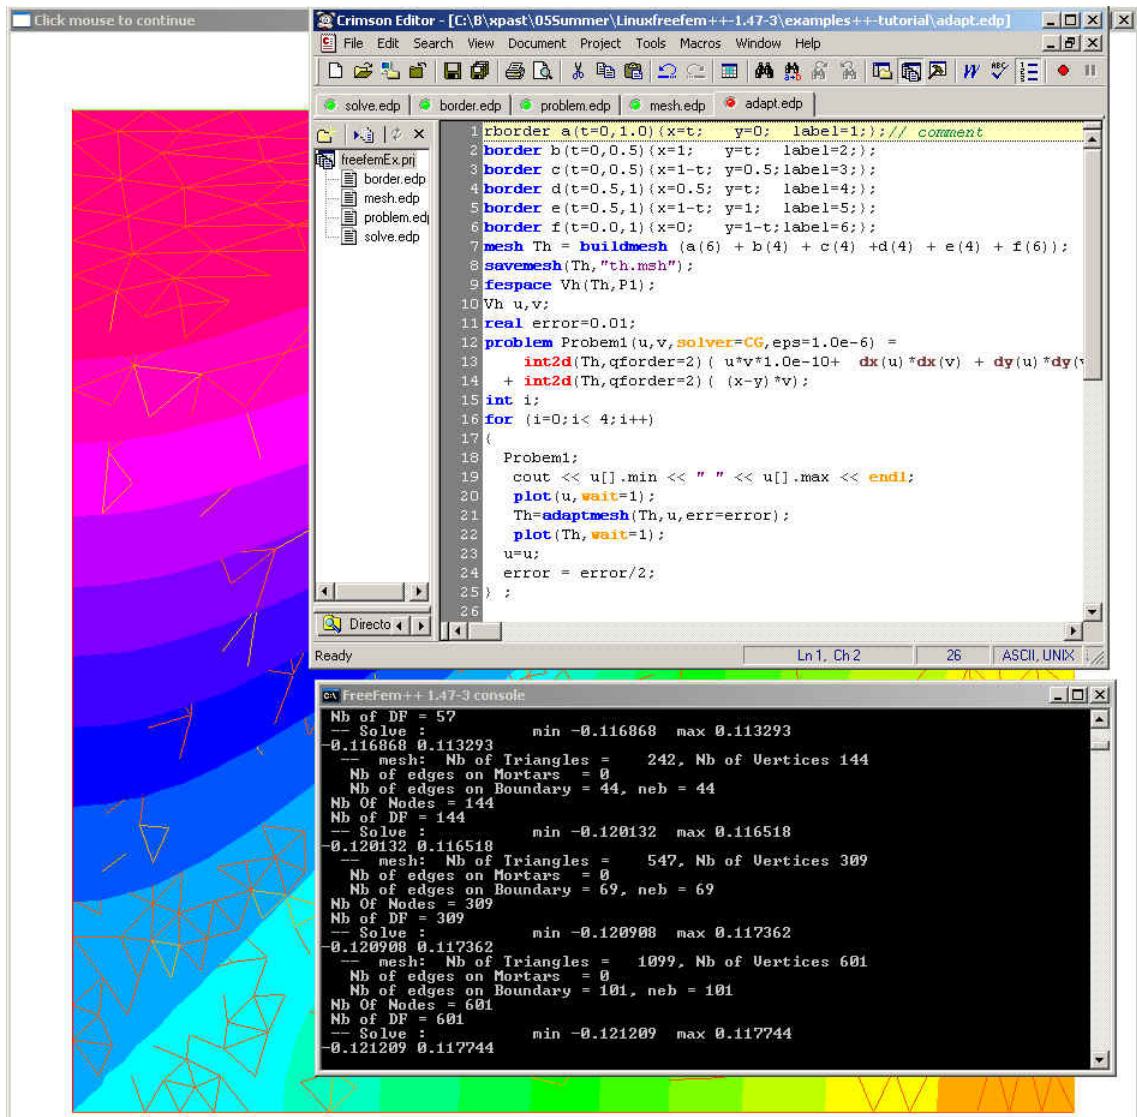 Click mouse to continue
Crimson Editor - [C:\B\xpast\05Summer\Linuxfreefem++-1.47-3\examples++-tutorial\adapt.edp]
File Edit Search View Document Project Tools Macros Window Help
solve.edp border.edp problem.edp mesh.edp adapt.edp
freefemEx.prj
border.edp
mesh.edp
problem.edp
solve.edp
Directo
1 rborder a(t=0,1.0){x=t; y=0; label=1;};// comment
2 border b(t=0,0.5){x=1; y=t; label=2;};
3 border c(t=0,0.5){x=1-t; y=0.5;label=3;};
4 border d(t=0.5,1){x=0.5; y=t; label=4;};
5 border e(t=0.5,1){x=1-t; y=1; label=5;};
6 border f(t=0.0,1){x=0; y=1-t;label=6;};
7 mesh Th = buildmesh (a(6) + b(4) + c(4) +d(4) + e(4) + f(6));
8 savemesh(Th,"th.msh");
9 fespace Vh(Th,P1);
10 Vh u,v;
11 real error=0.01;
12 problem Probem1(u,v,solver=CG,eps=1.0e-6) =
13 int2d(Th,qforder=2)( u*v*1.0e-10+ dx(u)*dx(v) + dy(u)*dy(v
14 + int2d(Th,qforder=2)( (x-y)*v);
15 int i;
16 for (i=0;i< 4;i++)
17 {
18 Probem1;
19 cout << u[].min << " " << u[].max << endl;
20 plot(u,wait=1);
21 Th=adaptmesh(Th,u,err=error);
22 plot(Th,wait=1);
23 u=u;
24 error = error/2;
25 } ;
26
Ready Ln 1, Ch 2 26 ASCII, UNIX
FreeFem++ 1.47-3 console
Nb of DF = 57
-- Solve : min -0.116868 max 0.113293
-0.116868 0.113293
-- mesh: Nb of Triangles = 242, Nb of Vertices 144
Nb of edges on Mortars = 0
Nb of edges on Boundary = 44, neb = 44
Nb Of Nodes = 144
Nb of DF = 144
-- Solve : min -0.120132 max 0.116518
-0.120132 0.116518
-- mesh: Nb of Triangles = 547, Nb of Vertices 309
Nb of edges on Mortars = 0
Nb of edges on Boundary = 69, neb = 69
Nb Of Nodes = 309
Nb of DF = 309
-- Solve : min -0.120908 max 0.117362
-0.120908 0.117362
-- mesh: Nb of Triangles = 1099, Nb of Vertices 601
Nb of edges on Mortars = 0
Nb of edges on Boundary = 101, neb = 101
Nb Of Nodes = 601
Nb of DF = 601
-- Solve : min -0.121209 max 0.117744
-0.121209 0.117744